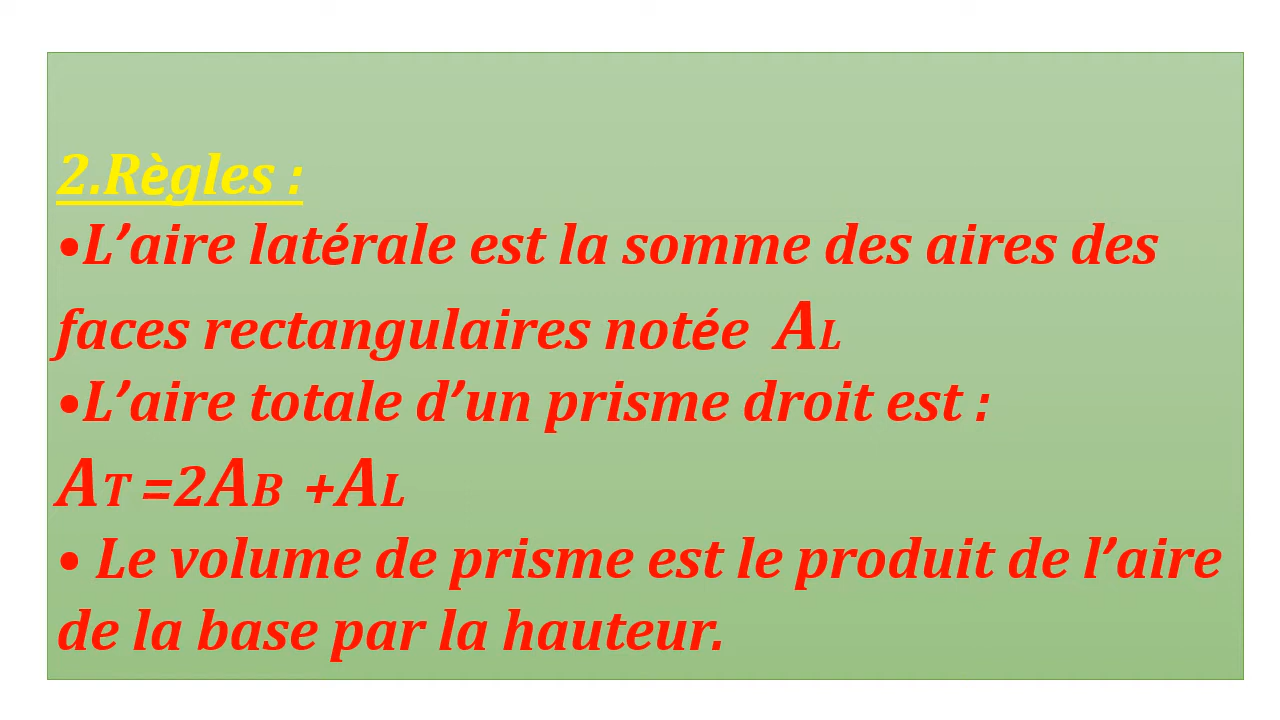 2.Règles :
•L’aire latérale est la somme des aires des
faces rectangulaires notée AL
•L’aire totale d’un prisme droit est :
AT =2AB +AL
• Le volume de prisme est le produit de l’aire
de la base par la hauteur.